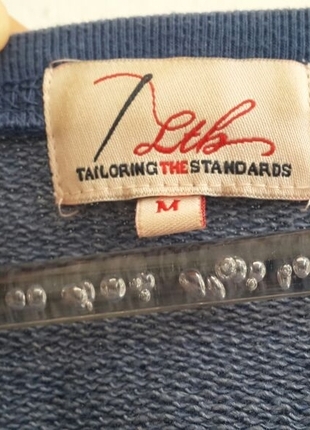 Ltb
TAILORING THE STANDARDS
M